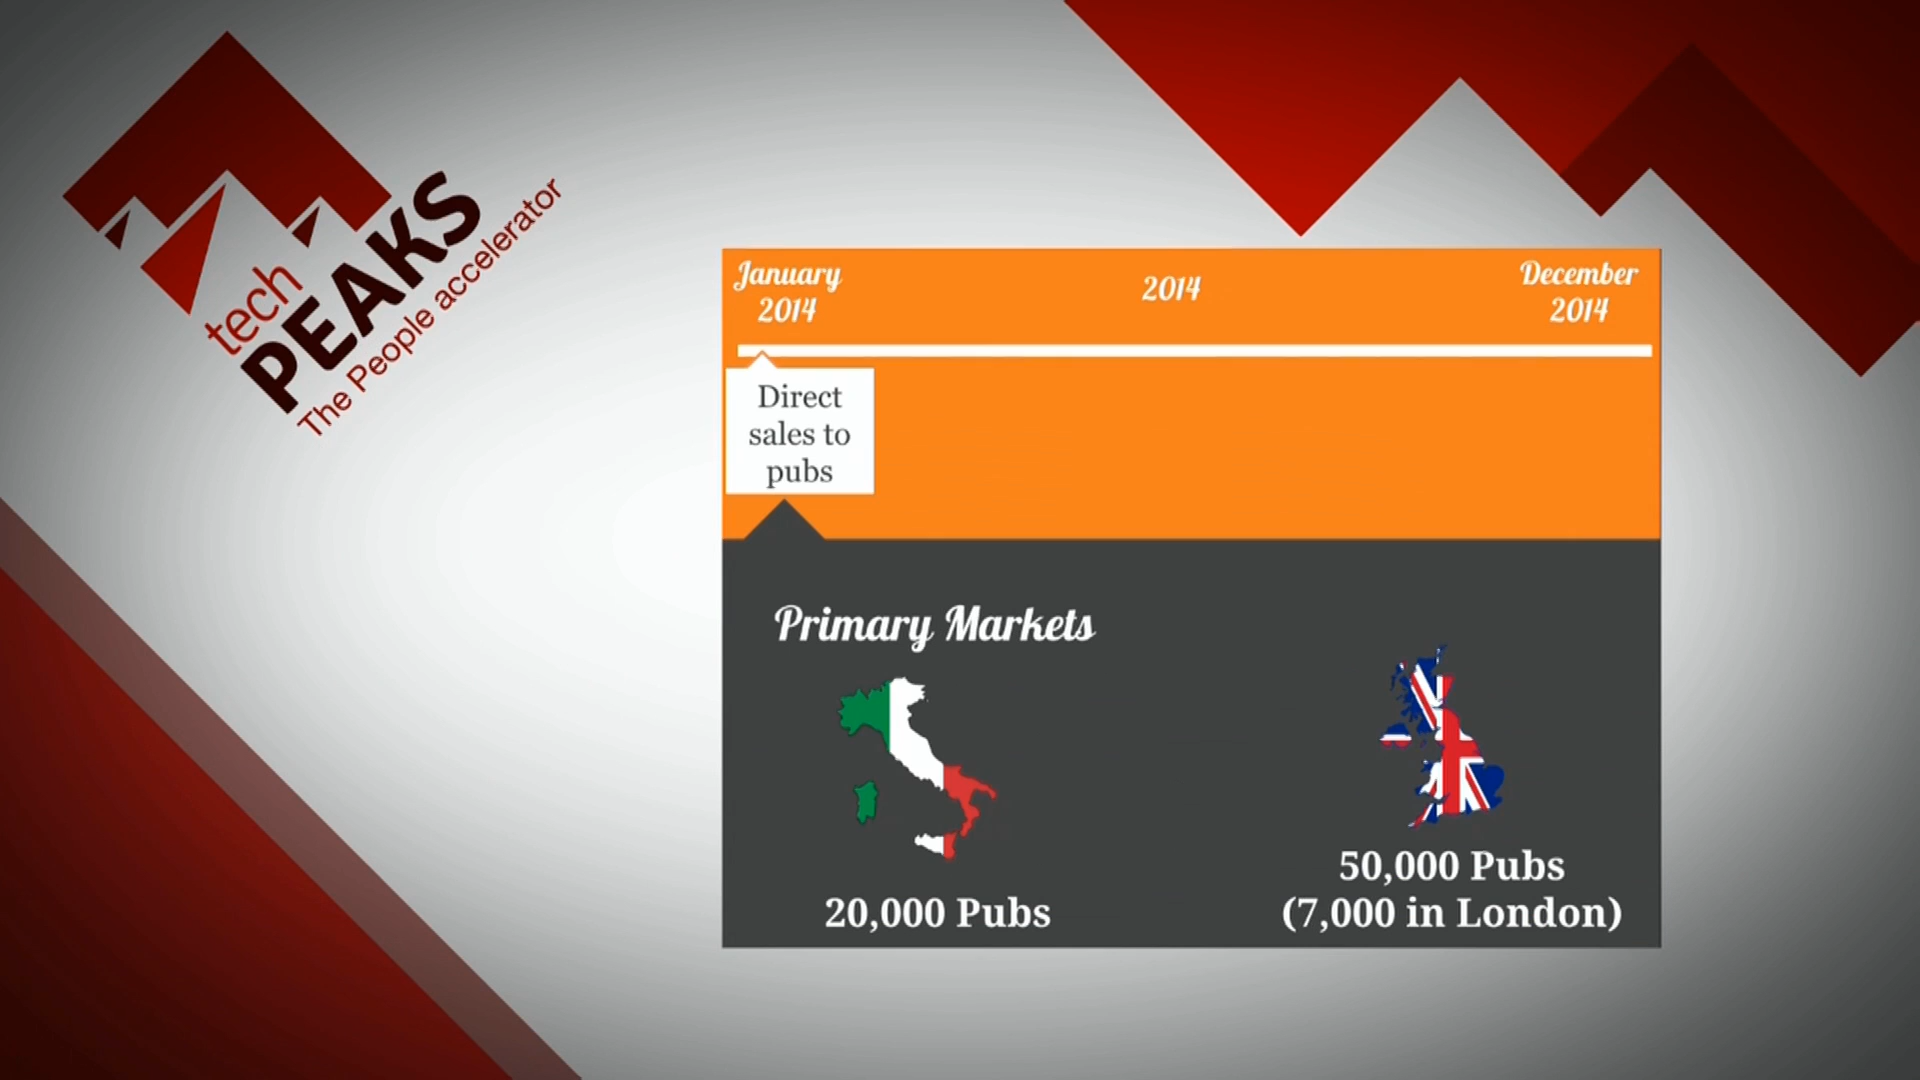 tech
PEAKS
The People accelerator
January
2014
2014
December
2014
Direct
sales to
pubs
Primary Markets
20,000 Pubs
50,000 Pubs
(7,000 in London)